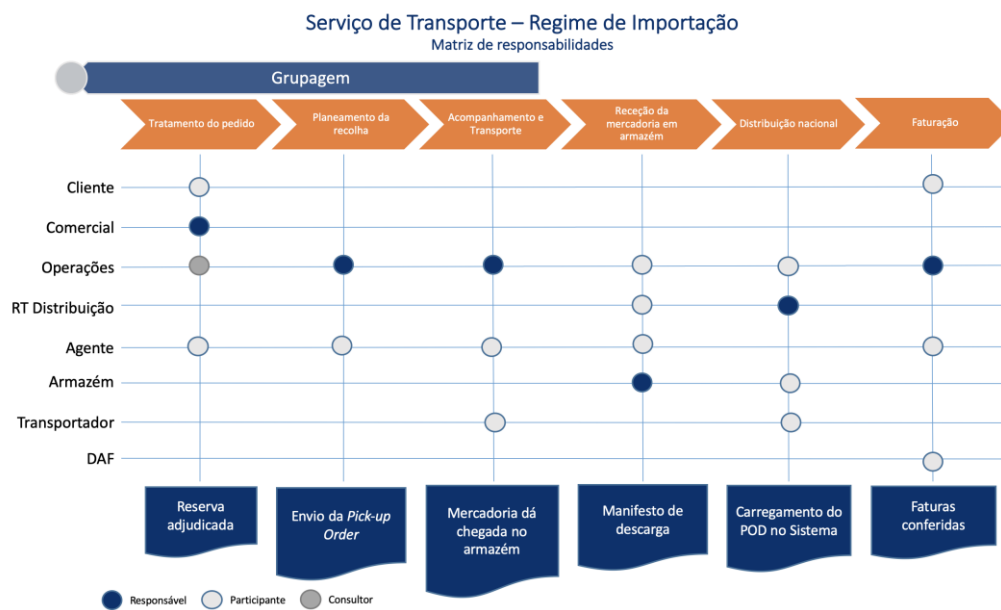 Serviço de Transporte – Regime de Importação
Matriz de responsabilidades
Grupagem
Tratamento do pedido
Planeamento da
recolha
Acompanhamento e
Transporte
Receção da
mercadoria em
armazém
Distribuição nacional
Faturação
Cliente
Comercial
Operações
RT Distribuição
Agente
Armazém
Transportador
DAF
Reserva
adjudicada
Envio da Pick-up
Order
Mercadoria dá
chegada no
armazém
Manifesto de
descarga
Carregamento do
POD no Sistema
Faturas
conferidas
Responsável
Participante
Consultor